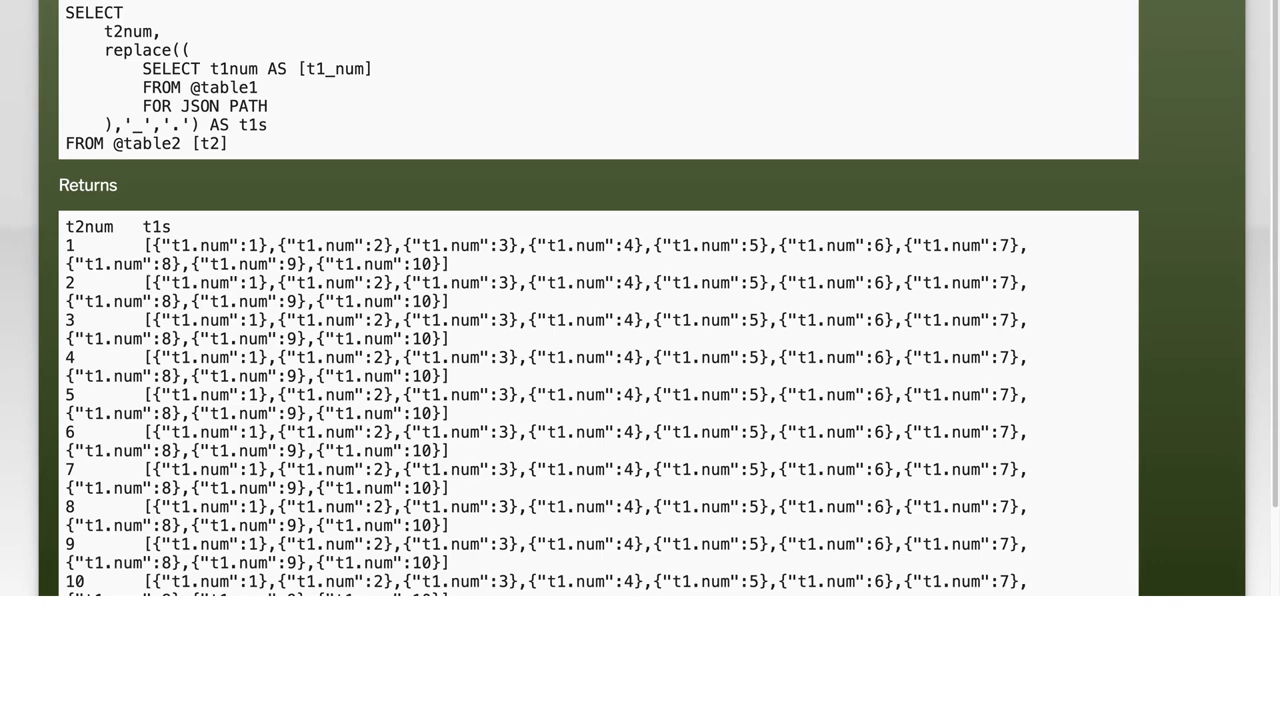 SELECT
    t2num,
    replace((
        SELECT t1num AS [t1_num]
        FROM @table1
        FOR JSON PATH
    ),'_','.') AS t1s
FROM @table2 [t2]
Returns
t2num   t1s
1       [{"t1.num":1},{"t1.num":2},{"t1.num":3},{"t1.num":4},{"t1.num":5},{"t1.num":6},{"t1.num":7},
{"t1.num":8},{"t1.num":9},{"t1.num":10}]
2       [{"t1.num":1},{"t1.num":2},{"t1.num":3},{"t1.num":4},{"t1.num":5},{"t1.num":6},{"t1.num":7},
{"t1.num":8},{"t1.num":9},{"t1.num":10}]
3       [{"t1.num":1},{"t1.num":2},{"t1.num":3},{"t1.num":4},{"t1.num":5},{"t1.num":6},{"t1.num":7},
{"t1.num":8},{"t1.num":9},{"t1.num":10}]
4       [{"t1.num":1},{"t1.num":2},{"t1.num":3},{"t1.num":4},{"t1.num":5},{"t1.num":6},{"t1.num":7},
{"t1.num":8},{"t1.num":9},{"t1.num":10}]
5       [{"t1.num":1},{"t1.num":2},{"t1.num":3},{"t1.num":4},{"t1.num":5},{"t1.num":6},{"t1.num":7},
{"t1.num":8},{"t1.num":9},{"t1.num":10}]
6       [{"t1.num":1},{"t1.num":2},{"t1.num":3},{"t1.num":4},{"t1.num":5},{"t1.num":6},{"t1.num":7},
{"t1.num":8},{"t1.num":9},{"t1.num":10}]
7       [{"t1.num":1},{"t1.num":2},{"t1.num":3},{"t1.num":4},{"t1.num":5},{"t1.num":6},{"t1.num":7},
{"t1.num":8},{"t1.num":9},{"t1.num":10}]
8       [{"t1.num":1},{"t1.num":2},{"t1.num":3},{"t1.num":4},{"t1.num":5},{"t1.num":6},{"t1.num":7},
{"t1.num":8},{"t1.num":9},{"t1.num":10}]
9       [{"t1.num":1},{"t1.num":2},{"t1.num":3},{"t1.num":4},{"t1.num":5},{"t1.num":6},{"t1.num":7},
{"t1.num":8},{"t1.num":9},{"t1.num":10}]
10      [{"t1.num":1},{"t1.num":2},{"t1.num":3},{"t1.num":4},{"t1.num":5},{"t1.num":6},{"t1.num":7},